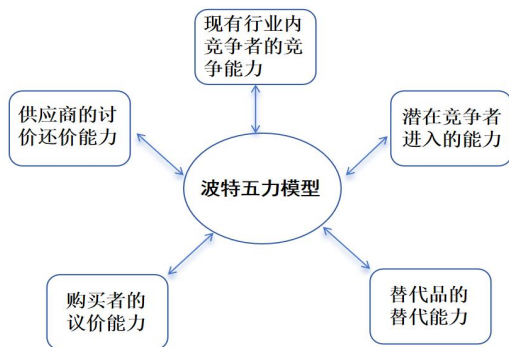 现有行业内
竞争者的竞
争能力
供应商的讨
价还价能力
潜在竞争者
进入的能力
波特五力模型
购买者的
议价能力
替代品的
替代能力